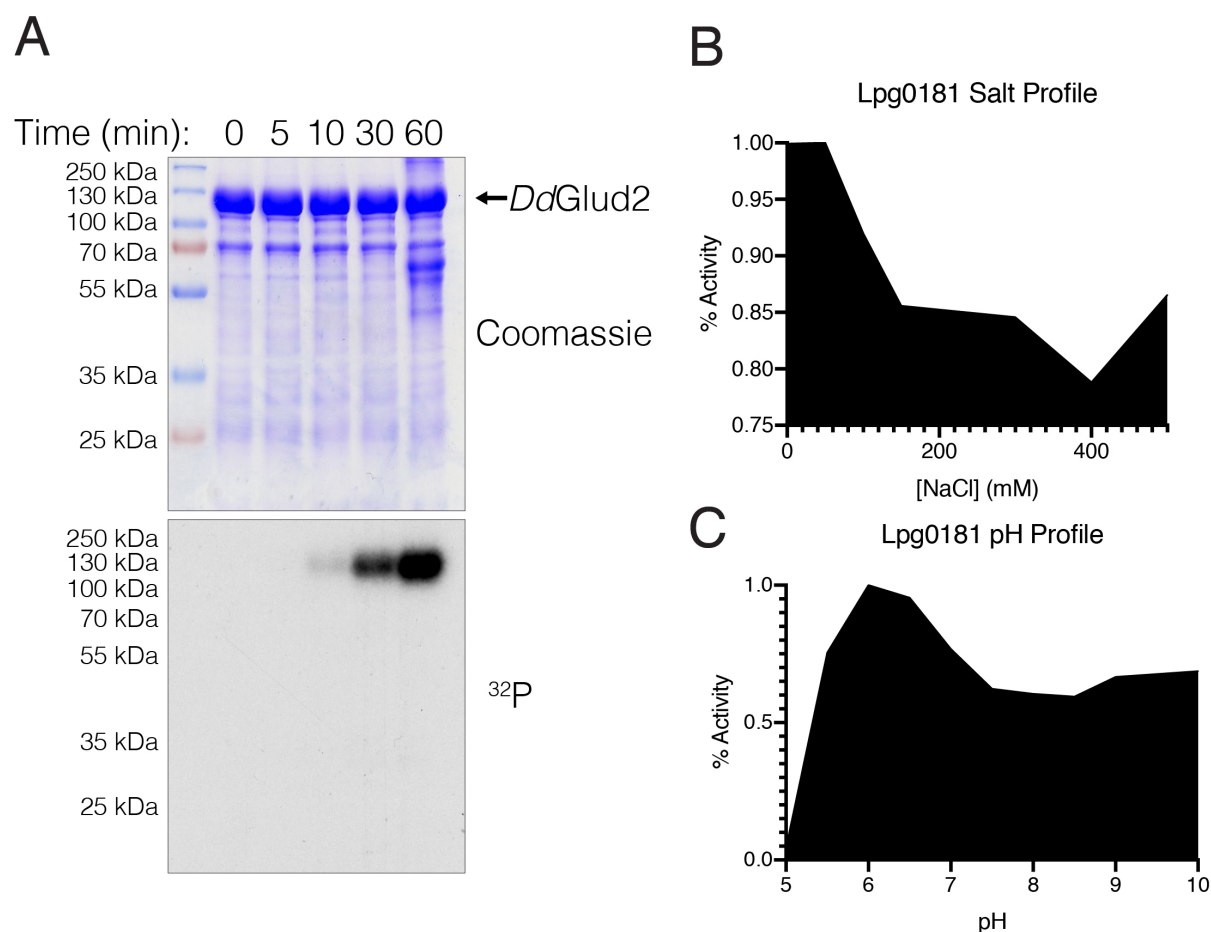 A
Time (min): 0 5 10 30 60
250 kDa
130 kDa
100 kDa
70 kDa
55 kDa
35 kDa
25 kDa
DdGlud2
Coomassie
250 kDa
130 kDa
100 kDa
70 kDa
55 kDa
35 kDa
25 kDa
32P
B
Lpg0181 Salt Profile
% Activity
1.00
0.95
0.90
0.85
0.80
0.75
0 200 400
[NaCl] (mM)
C
Lpg0181 pH Profile
% Activity
1.0
0.5
0.0
5 6 7 8 9 10
pH